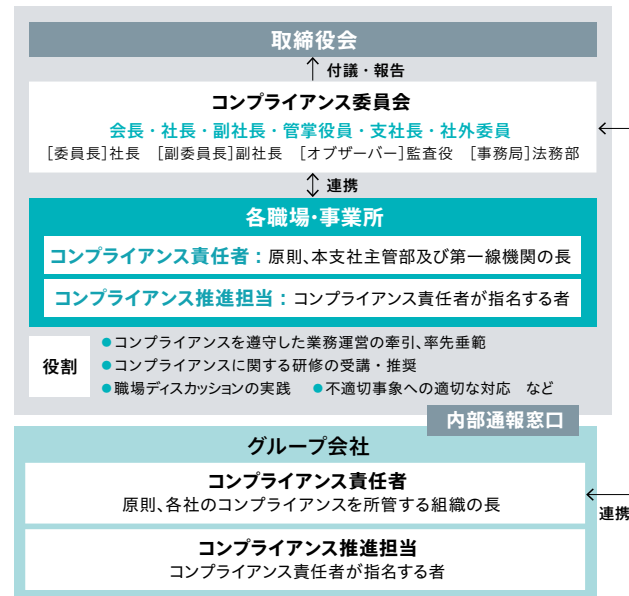 取締役会
付議・報告
コンプライアンス委員会
会長・社長・副社長・管掌役員・支社長・社外委員
[委員長]社長　[副委員長]副社長　[オブザーバー]監査役　[事務局]法務部
連携
各職場・事業所
コンプライアンス責任者：原則、本支社主管部及び第一線機関の長
コンプライアンス推進担当：コンプライアンス責任者が指名する者
役割
●コンプライアンスを遵守した業務運営の牽引、率先垂範
●コンプライアンスに関する研修の受講・推奨
●職場ディスカッションの実践　●不適切事象への適切な対応　など
内部通報窓口
グループ会社
コンプライアンス責任者
原則、各社のコンプライアンスを所管する組織の長
連携
コンプライアンス推進担当
コンプライアンス責任者が指名する者